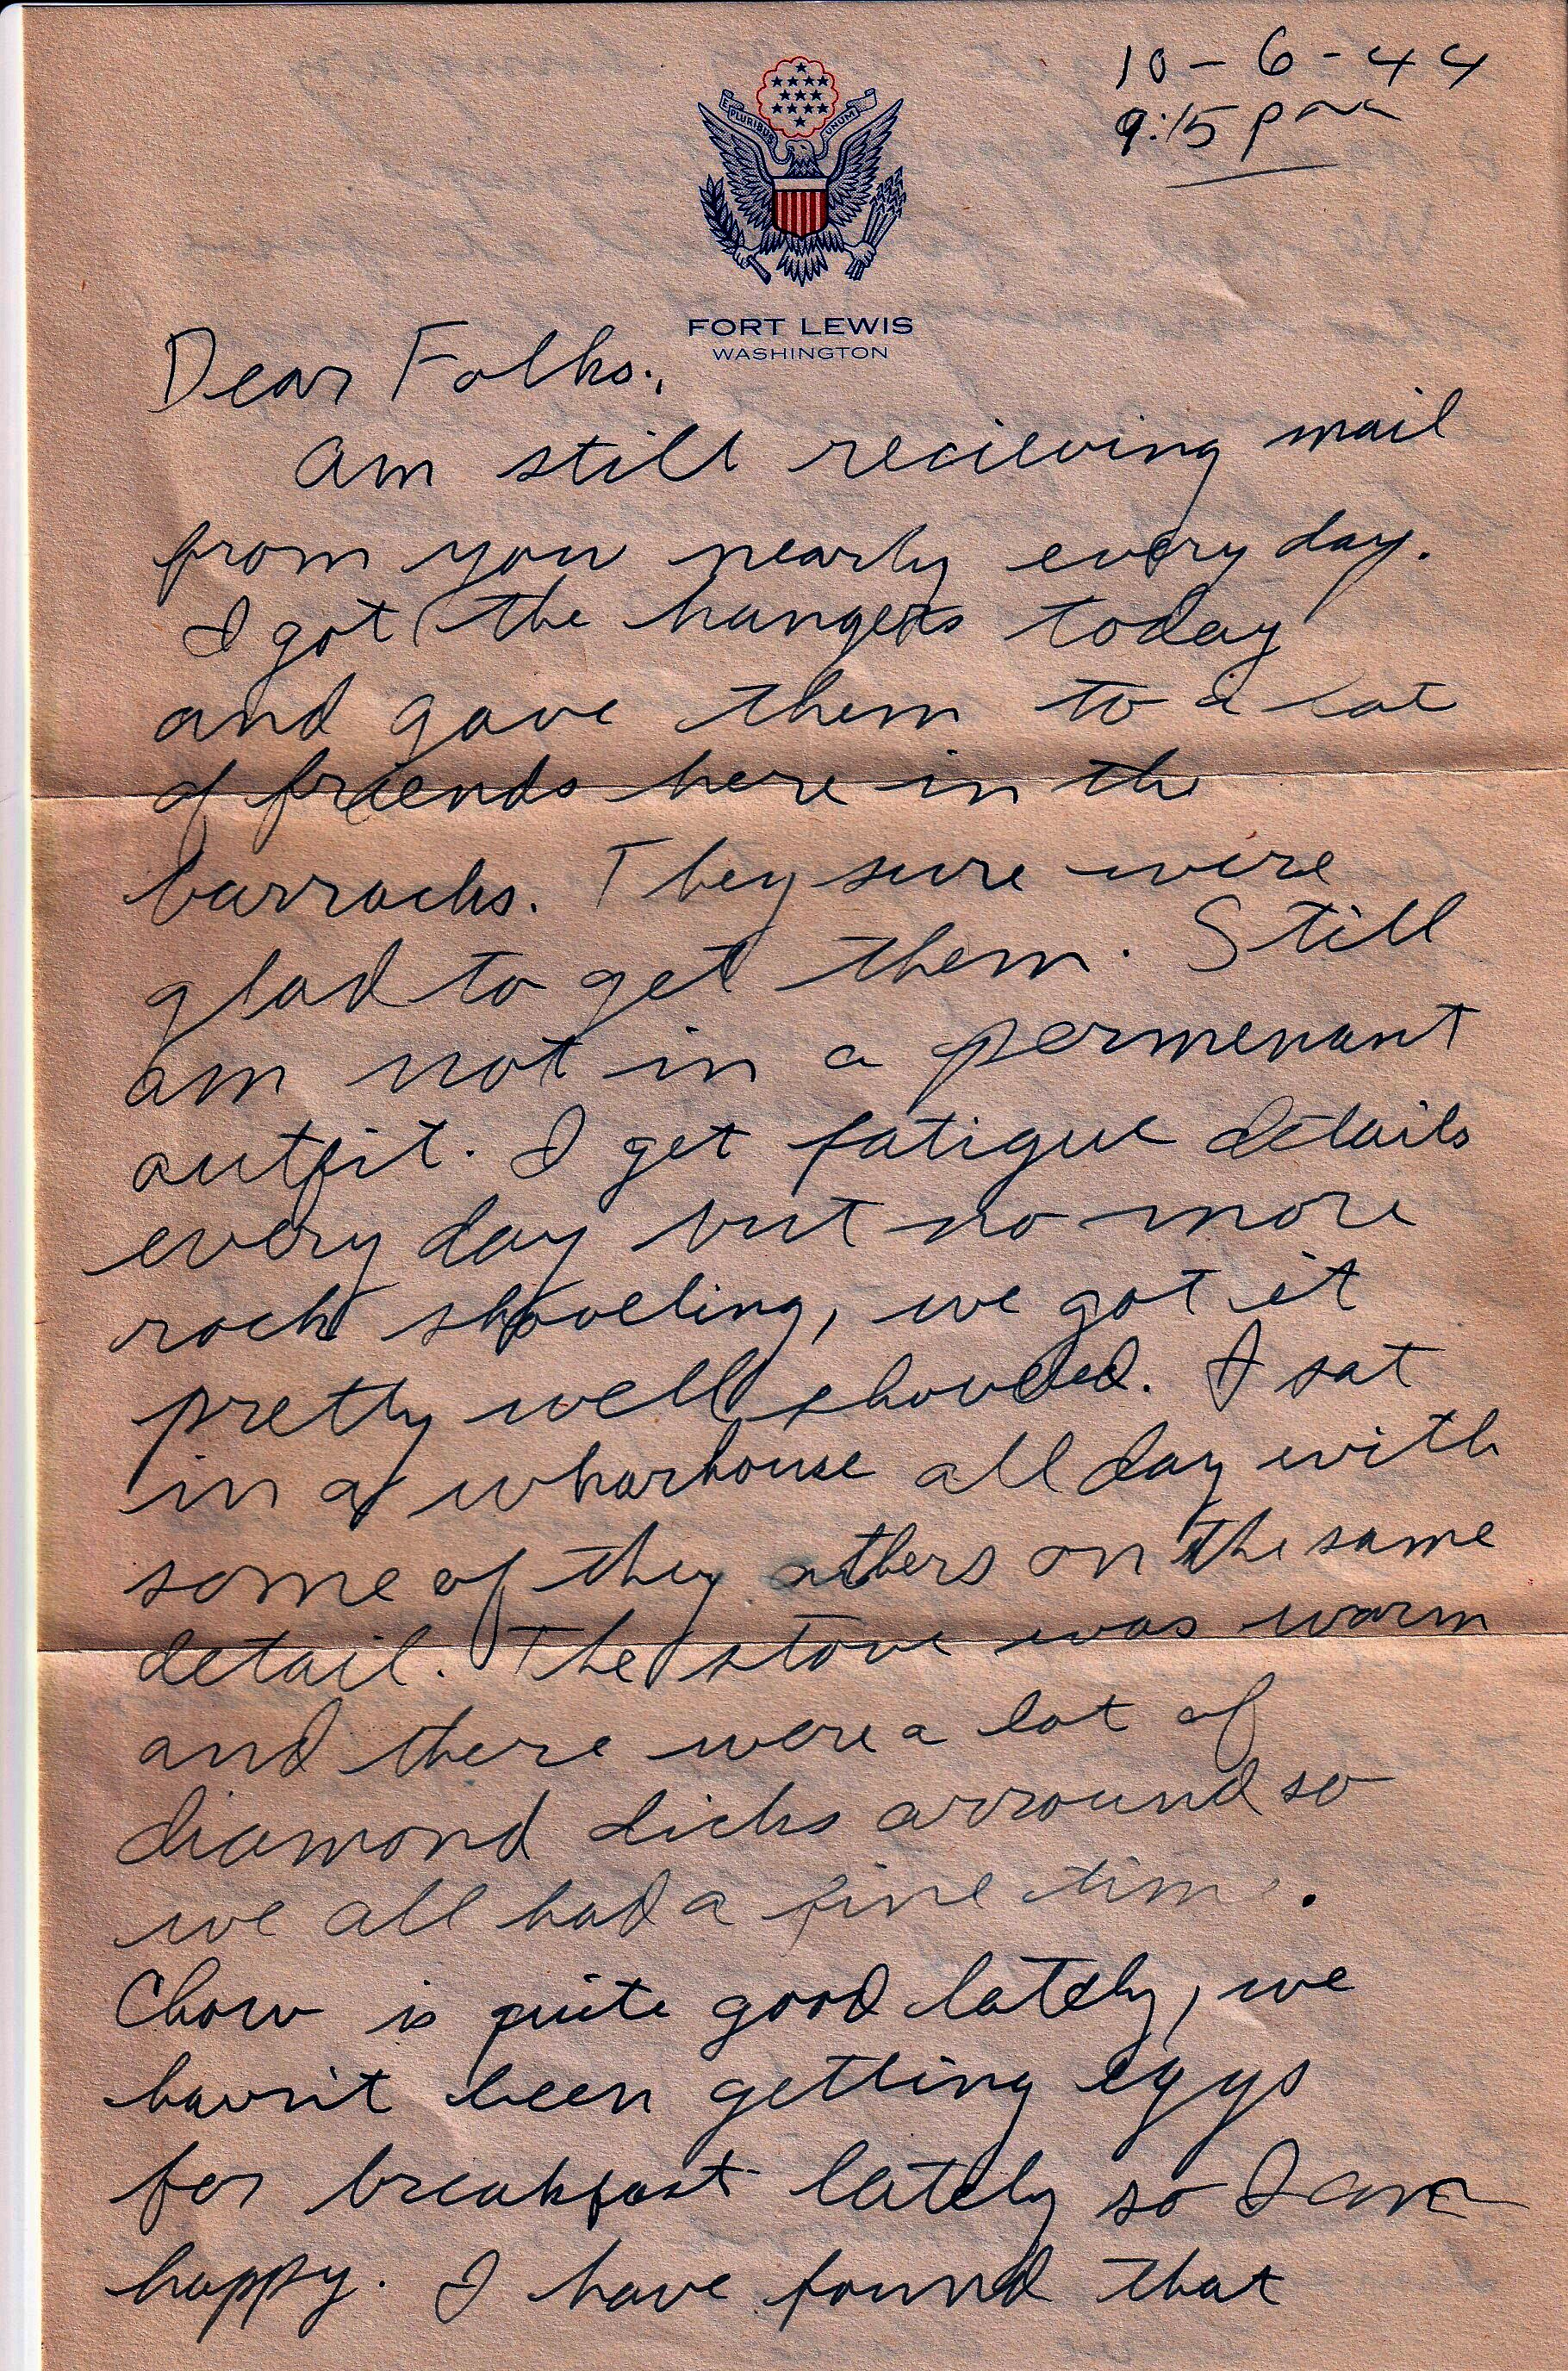 10-6-44
9:15 pm
E PLURIBUS UNUM
FORT LEWIS
WASHINGTON
Dear Folks.,
Am still recieving mail
from you nearly every day.
I got the hangers today
and gave them to a lot
of friends here in the
barracks. They sure were
glad to get them. Still
am not in a permenant
outfit. I get fatigue details
every day but no more
rock shoveling, we got it
pretty well shoveled. I sat
in a wharhouse all day with
some of they others on the same
detail. The stove was warm
and there were a lot of
diamond dicks arround so
we all had a fine time.
Chow is quite good lately, we
havn't been getting eggs
for breakfast lately so I am
happy. I have found that